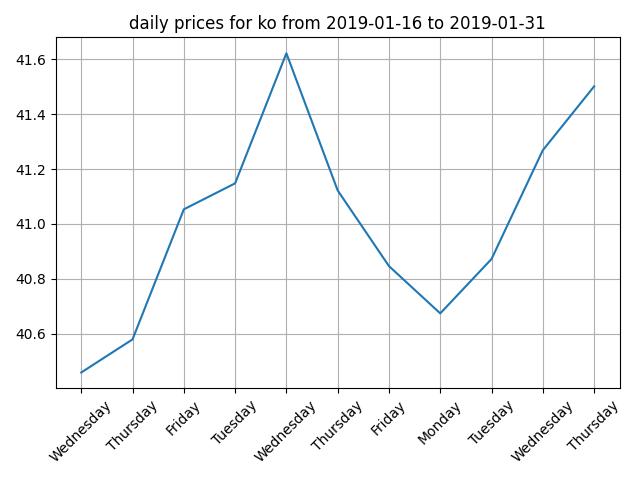 daily prices for ko from 2019-01-16 to 2019-01-31
41.6
41.4
41.2
41.0
40.8
40.6
Wednesday
Thursday
Friday
Tuesday
Wednesday
Thursday
Friday
Monday
Tuesday
Wednesday
Thursday